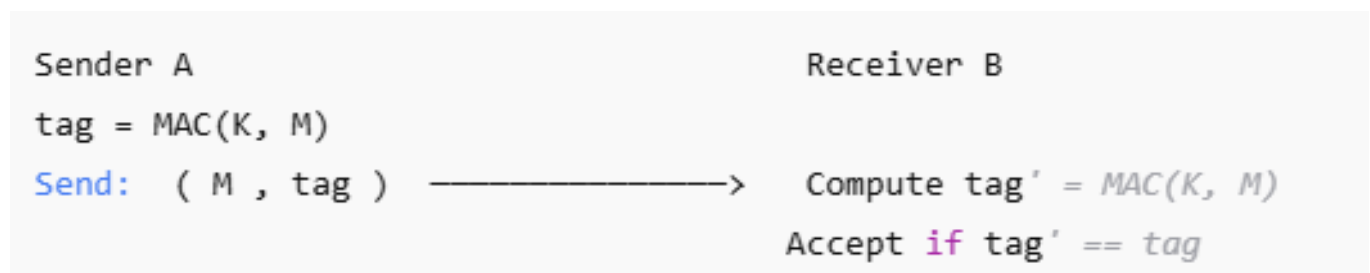 Sender A Receiver B
tag = MAC(K, M)
Send: ( M , tag ) ───────────────> Compute tag' = MAC(K, M)
Accept if tag' == tag